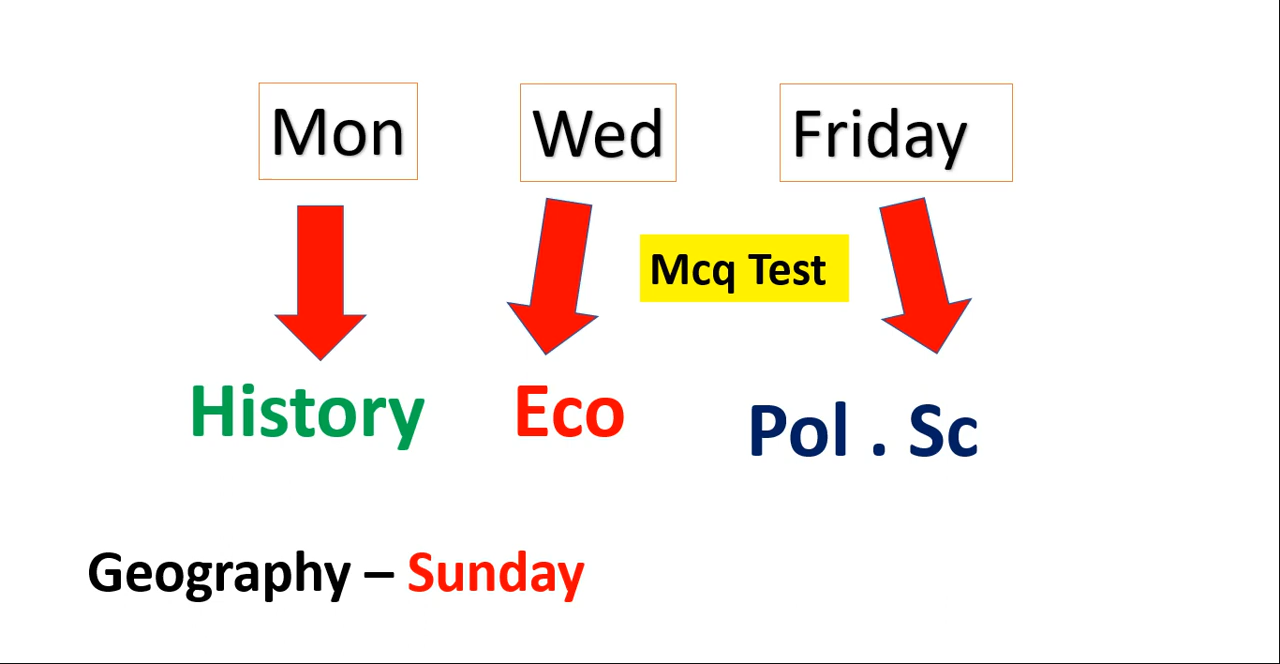 Mon Wed Friday
Mcq Test
History Eco Pol . Sc
Geography – Sunday